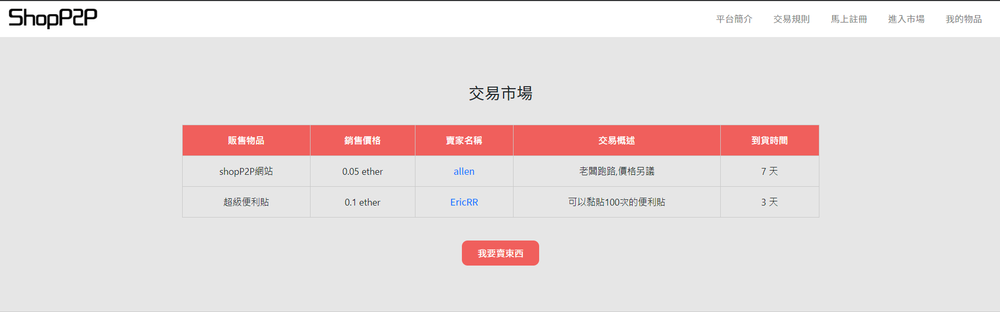 ShopP2P
平台簡介 交易規則 馬上註冊 進入市場 我的物品
交易市場
販售物品 銷售價格 賣家名稱 交易概述 到貨時間
shopP2P網站 0.05 ether allen 老闆跑路,價格另議 7 天
超級便利貼 0.1 ether EricRR 可以黏貼100次的便利貼 3 天
我要賣東西